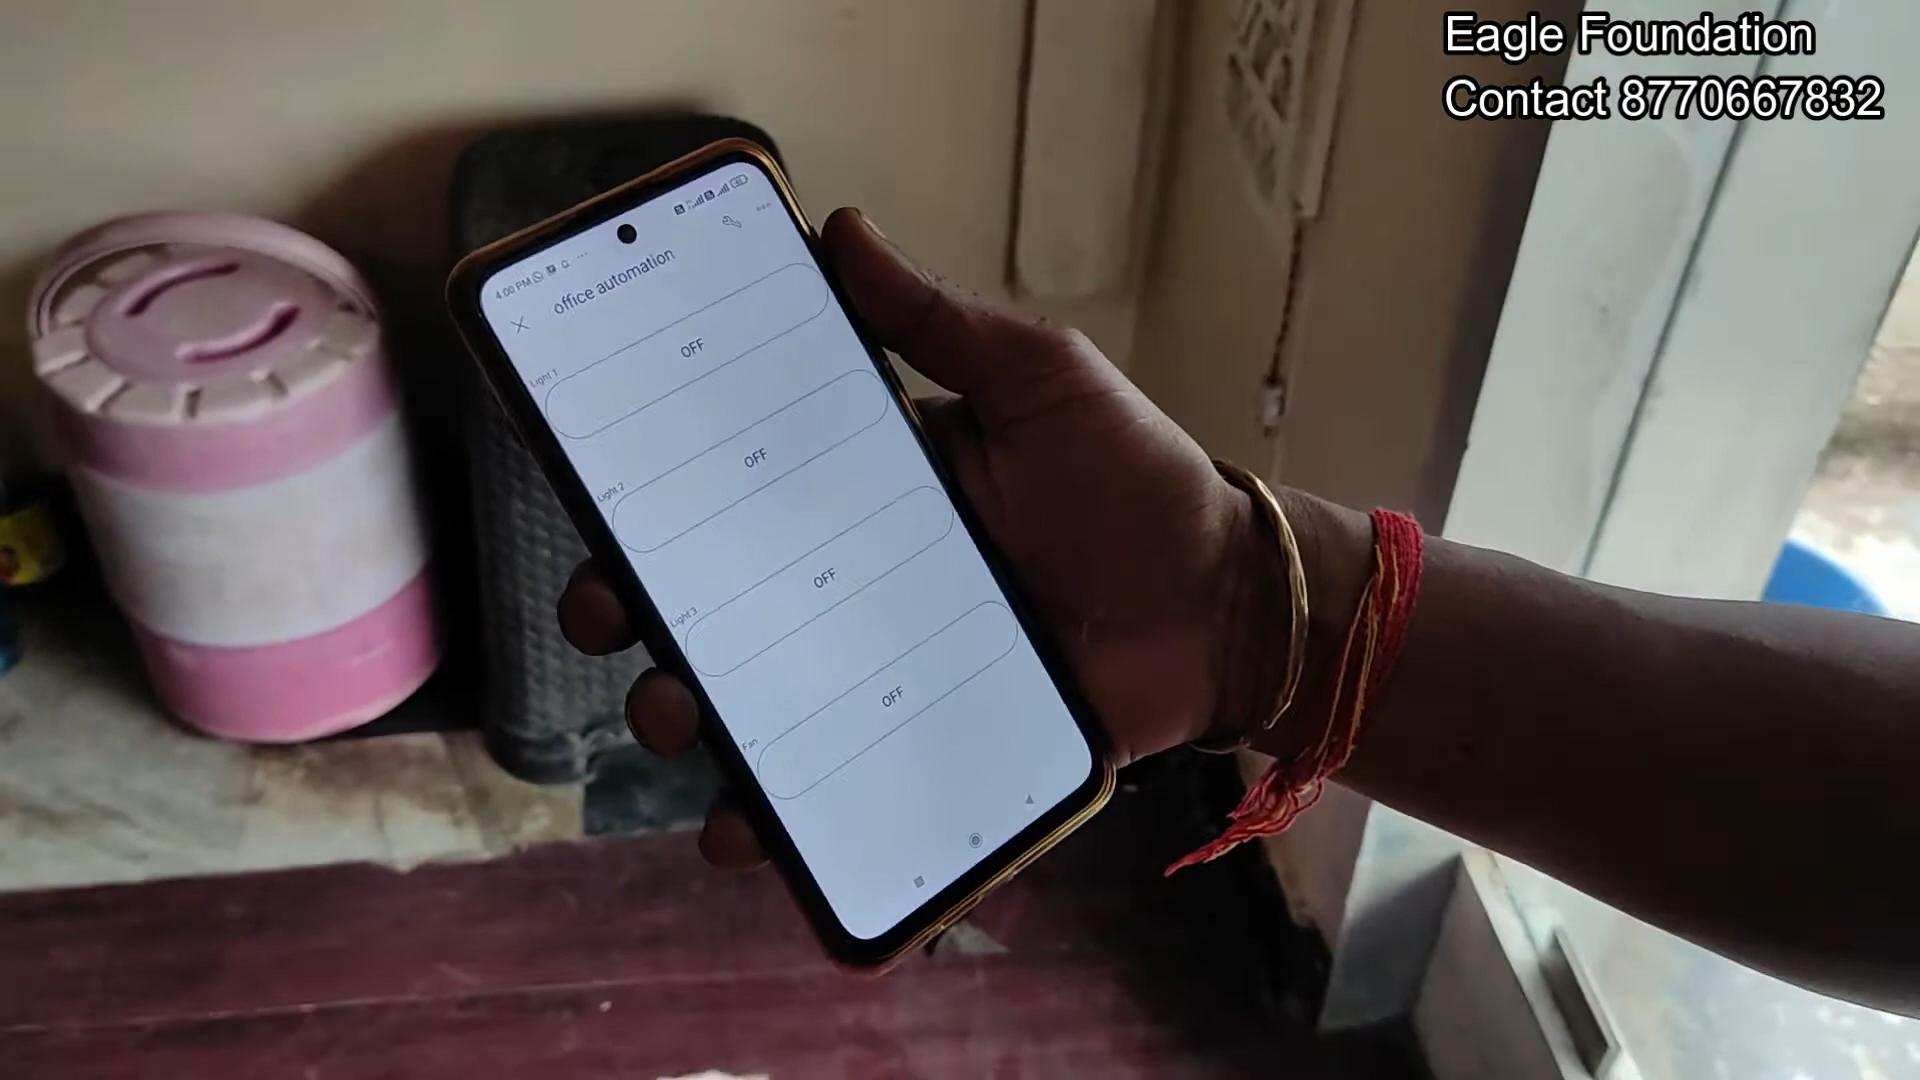 Eagle Foundation
Contact 8770667832
4:00 PM
office automation
Light 1
OFF
Light 2
OFF
Light 3
OFF
Fan
OFF